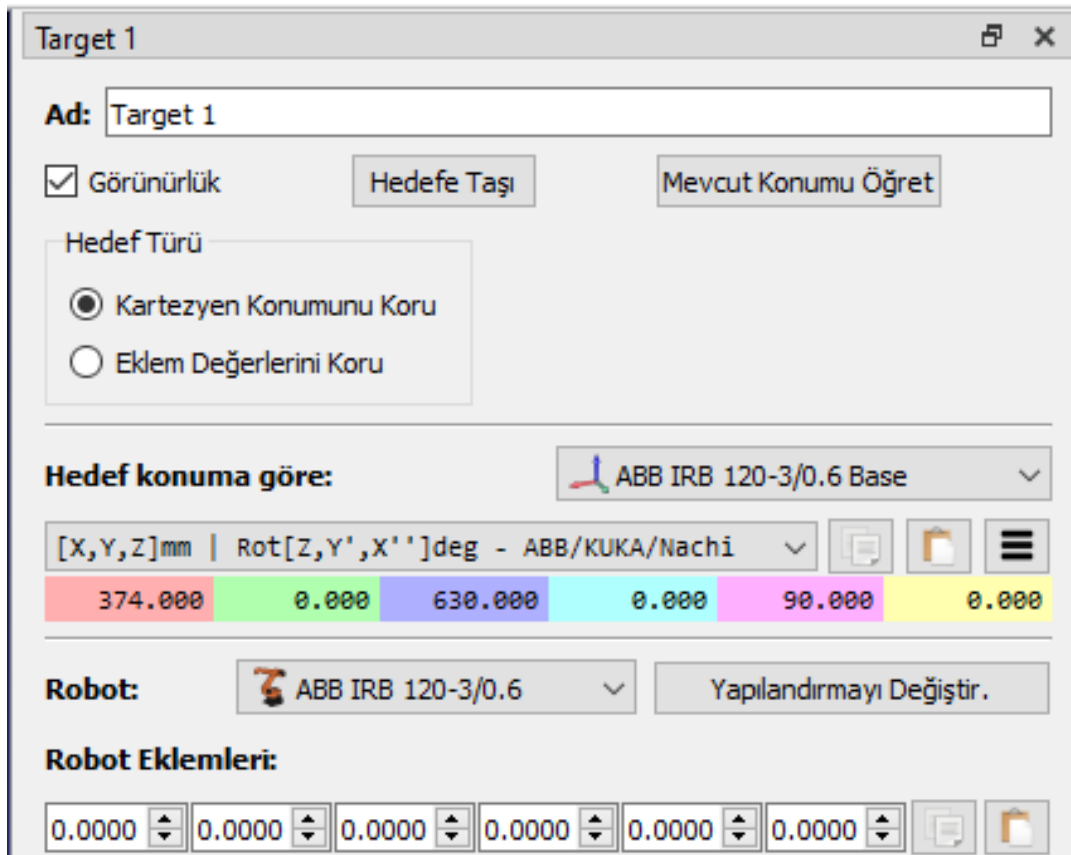 Target 1
Ad: Target 1
Görünürlük Hedefe Taşı Mevcut Konumu Öğret
Hedef Türü
Kartezyen Konumunu Koru
Eklem Değerlerini Koru
Hedef konuma göre: ABB IRB 120-3/0.6 Base
[X,Y,Z]mm | Rot[Z,Y',X'']deg - ABB/KUKA/Nachi
374.000 0.000 630.000 0.000 90.000 0.000
Robot: ABB IRB 120-3/0.6 Yapılandırmayı Değiştir.
Robot Eklemleri:
0.0000 0.0000 0.0000 0.0000 0.0000 0.0000